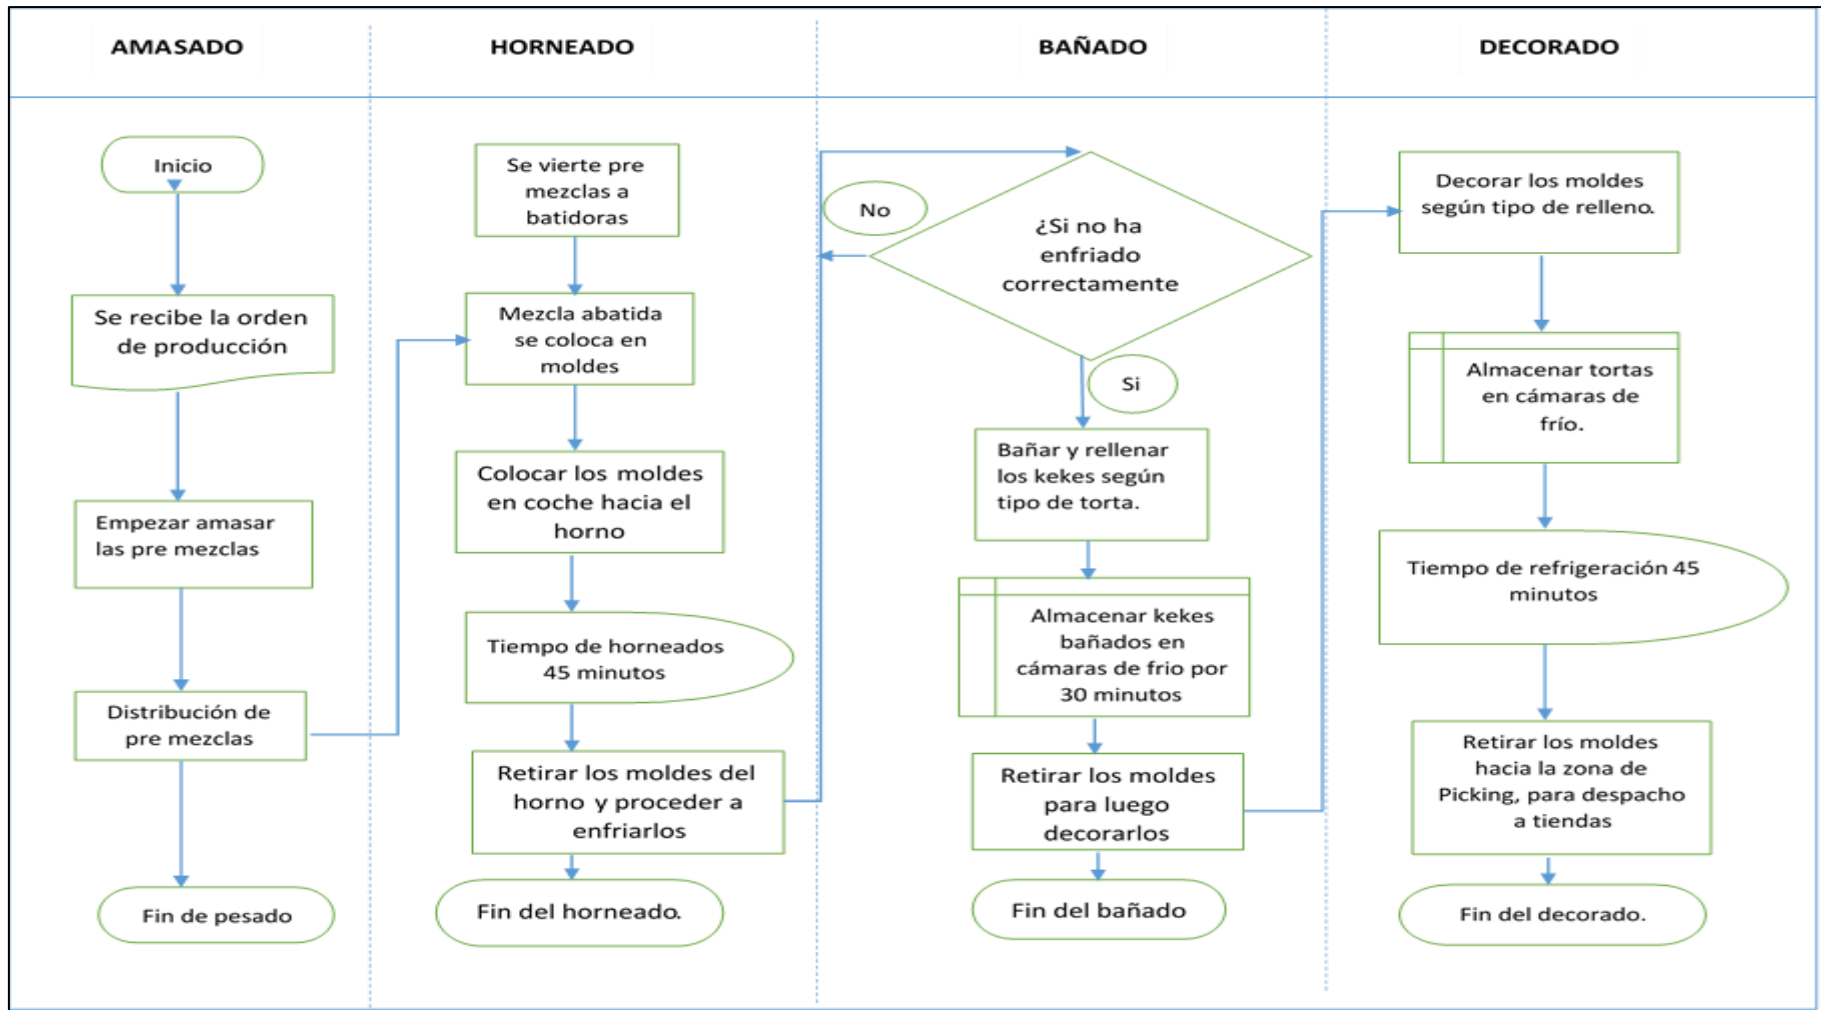 AMASADO
HORNEADO
BAÑADO
DECORADO
Inicio
Se recibe la orden
de producción
Empezar amasar
las pre mezclas
Distribución de
pre mezclas
Fin de pesado
Se vierte pre
mezclas a
batidoras
Mezcla abatida
se coloca en
moldes
Colocar los moldes
en coche hacia el
horno
Tiempo de horneados
45 minutos
Retirar los moldes del
horno y proceder a
enfriarlos
Fin del horneado.
No
¿Si no ha
enfriado
correctamente
Si
Bañar y rellenar
los kekes según
tipo de torta.
Almacenar kekes
bañados en
cámaras de frio por
30 minutos
Retirar los moldes
para luego
decorarlos
Fin del bañado
Decorar los moldes
según tipo de relleno.
Almacenar tortas
en cámaras de
frío.
Tiempo de refrigeración 45
minutos
Retirar los moldes
hacia la zona de
Picking, para despacho
a tiendas
Fin del decorado.